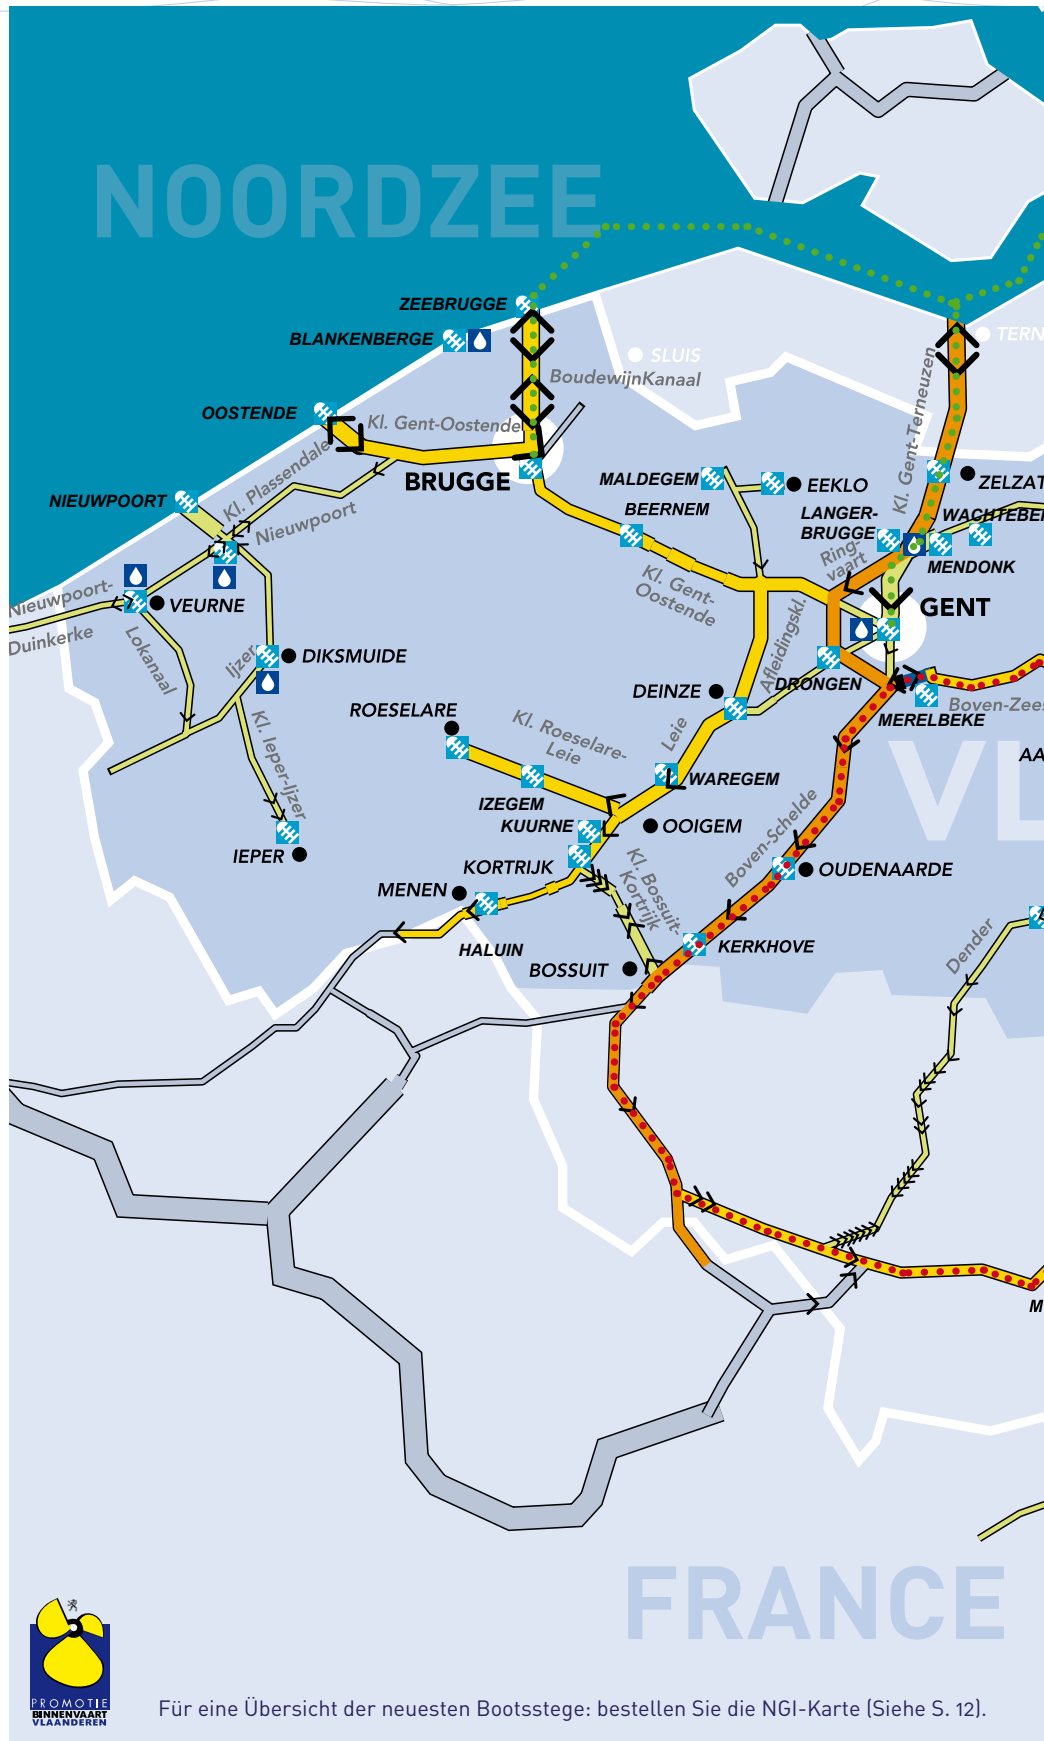 NOORDZEE
ZEEBRUGGE
BLANKENBERGE
SLUIS
TERN
BoudewijnKanaal
OOSTENDE
Kl. Gent-Oostende
Kl. Gent-Terneuzen
BRUGGE
Kl. Plassendale
Nieuwpoort
NIEUWPOORT
MALDEGEM
EEKLO
ZELZAT
BEERNEM
LANGER-
BRUGGE
WACHTEBEK
Ring-
vaart
MENDONK
Kl. Gent-
Oostende
GENT
Nieuwpoort-
Duinkerke
VEURNE
Lokanaal
Ijzer
DIKSMUIDE
Afleidingskl.
DRONGEN
DEINZE
MERELBEKE
Boven-Zees
ROESELARE
Kl. Roeselare-
Leie
Leie
Kl. Ieper-Ijzer
AA
VL
WAREGEM
IZEGEM
KUURNE
OOIGEM
Boven-Schelde
IEPER
KORTRIJK
Kl. Bossuit-
Kortrijk
OUDENAARDE
MENEN
HALUIN
KERKHOVE
BOSSUIT
Dender
M
FRANCE
PROMOTIE
BINNENVAART
VLAANDEREN
Für eine Übersicht der neuesten Bootsstege: bestellen Sie die NGI-Karte (Siehe S. 12).